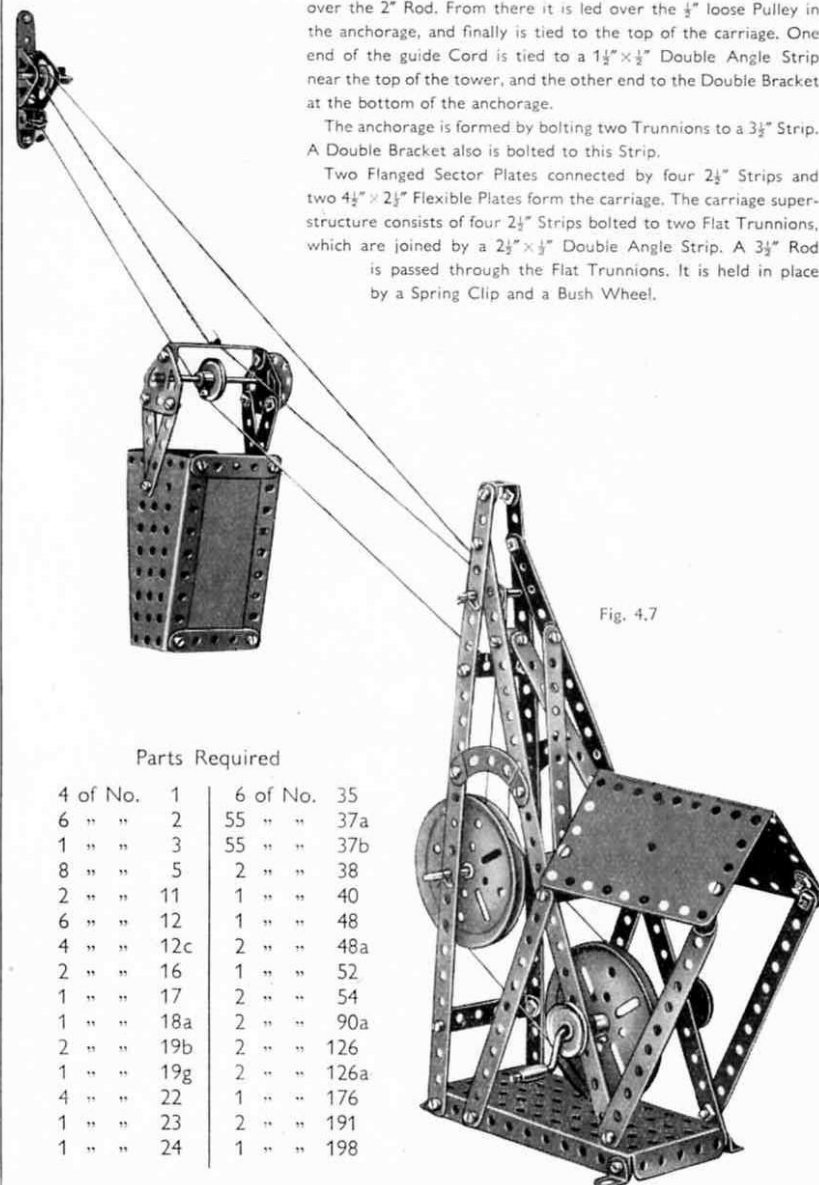 over the 2″ Rod. From there it is led over the ½″ loose Pulley in
the anchorage, and finally is tied to the top of the carriage. One
end of the guide Cord is tied to a 1½″×½″ Double Angle Strip
near the top of the tower, and the other end to the Double Bracket
at the bottom of the anchorage.
The anchorage is formed by bolting two Trunnions to a 3½″ Strip.
A Double Bracket also is bolted to this Strip.
Two Flanged Sector Plates connected by four 2½″ Strips and
two 4½″×2½″ Flexible Plates form the carriage. The carriage super-
structure consists of four 2½″ Strips bolted to two Flat Trunnions,
which are joined by a 2½″×½″ Double Angle Strip. A 3½″ Rod
is passed through the Flat Trunnions. It is held in place
by a Spring Clip and a Bush Wheel.
Fig. 4.7
Parts Required
4 of No. 1 6 of No. 35
6 " " 2 55 " " 37a
1 " " 3 55 " " 37b
8 " " 5 2 " " 38
2 " " 11 1 " " 40
6 " " 12 1 " " 48
4 " " 12c 2 " " 48a
2 " " 16 1 " " 52
1 " " 17 2 " " 54
1 " " 18a 2 " " 90a
2 " " 19b 2 " " 126
1 " " 19g 2 " " 126a
4 " " 22 1 " " 176
1 " " 23 2 " " 191
1 " " 24 1 " " 198